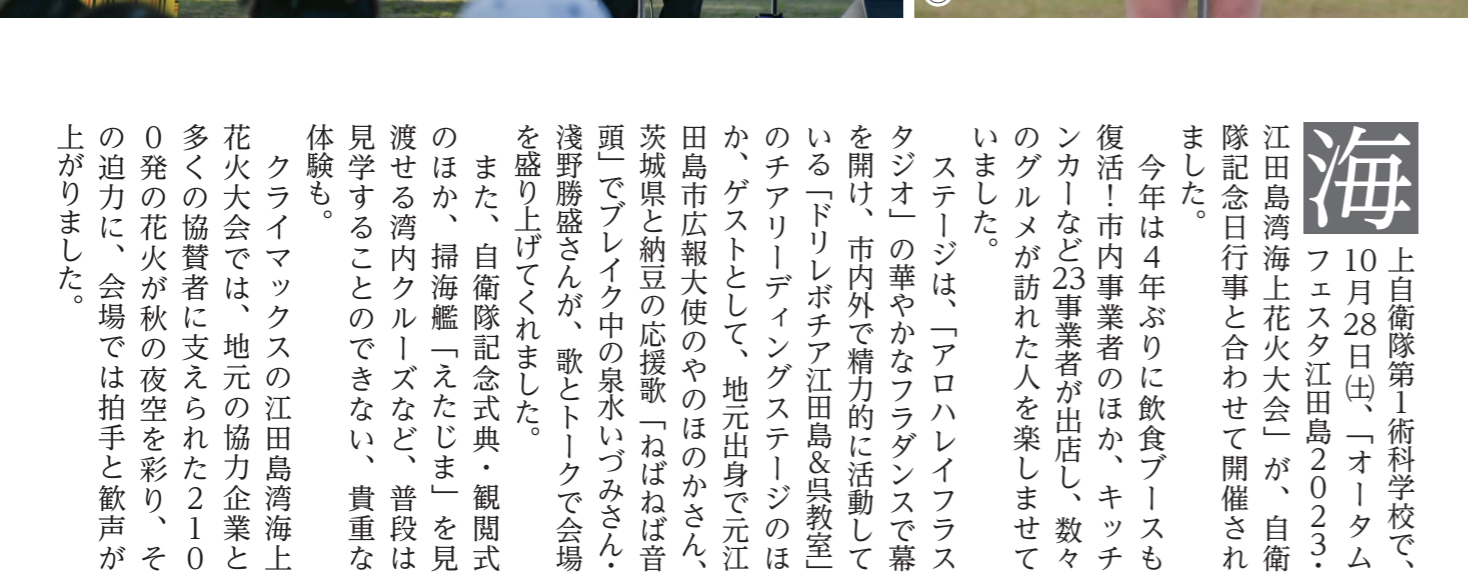 海上自衛隊第1術科学校で、
10月28日㈯、「オータム
フェスタ江田島2023・
江田島湾海上花火大会」が、自衛
隊記念日行事と合わせて開催され
ました。
今年は4年ぶりに飲食ブースも
復活！市内事業者のほか、キッチ
ンカーなど23事業者が出店し、数々
のグルメが訪れた人を楽しませて
いました。
ステージは、「アロハレイフラス
タジオ」の華やかなフラダンスで幕
を開け、市内外で精力的に活動して
いる「ドリレボチア江田島＆呉教室」
のチアリーディングステージのほ
か、ゲストとして、地元出身で元江
田島市広報大使のやのほのかさん、
茨城県と納豆の応援歌「ねばねば音
頭」でブレイク中の泉水いづみさん・
淺野勝盛さんが、歌とトークで会場
を盛り上げてくれました。
また、自衛隊記念式典・観閲式
のほか、掃海艦「えたじま」を見
渡せる湾内クルーズなど、普段は
見学することのできない、貴重な
体験も。
クライマックスの江田島湾海上
花火大会では、地元の協力企業と
多くの協賛者に支えられた210
0発の花火が秋の夜空を彩り、そ
の迫力に、会場では拍手と歓声が
上がりました。